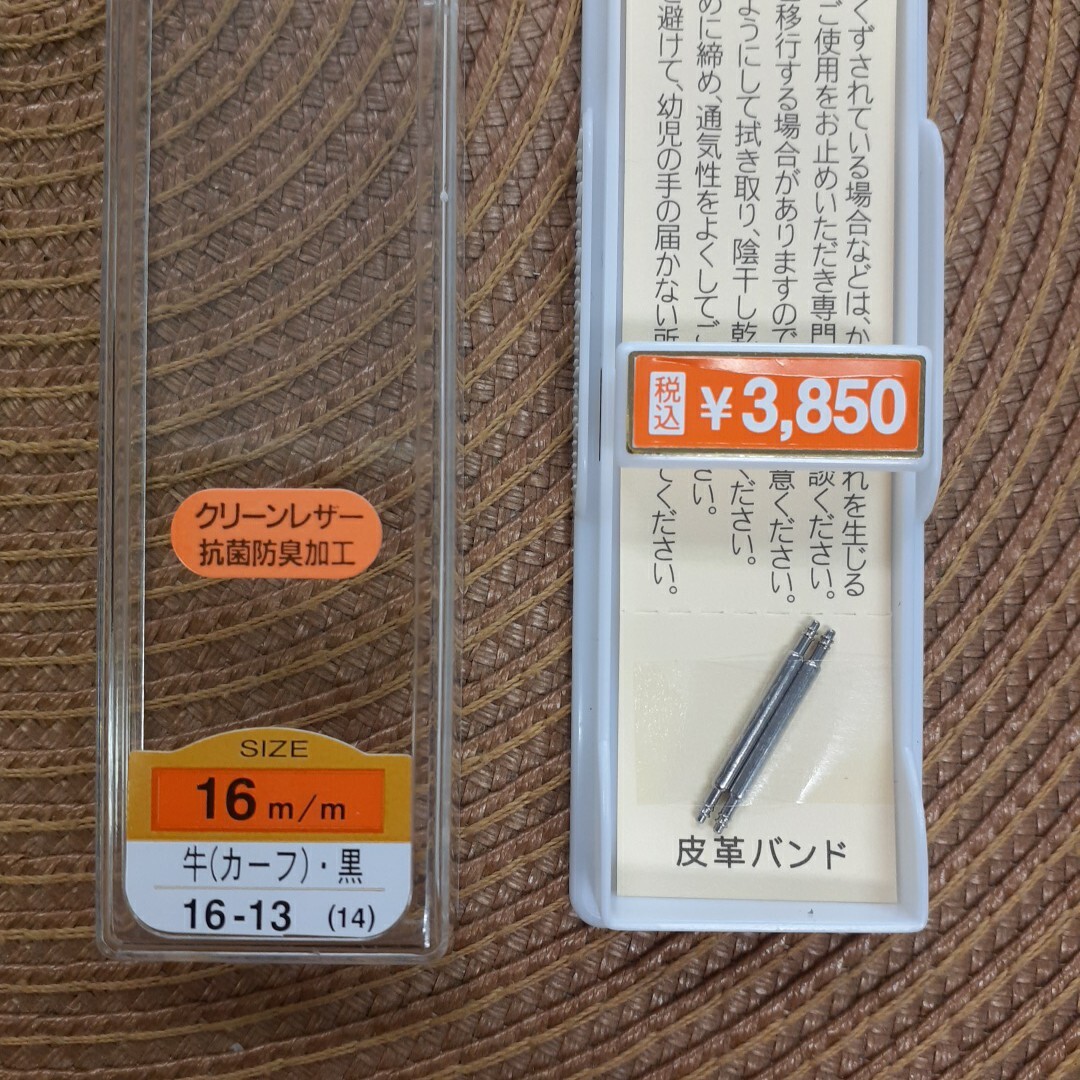 クリーンレザー
抗菌防臭加工
SIZE
16 m/m
牛(カーフ)・黒
16-13 (14)
くずされている場合などは、か
れを生じる
ご使用をお止めいただき専門
談ください。
移行する場合がありますので
意ください。
ようにして拭き取り、陰干し乾
ください。
めに締め、通気性をよくしてご
さい。
避けて、幼児の手の届かない所
てください。
税込 ¥3,850
皮革バンド